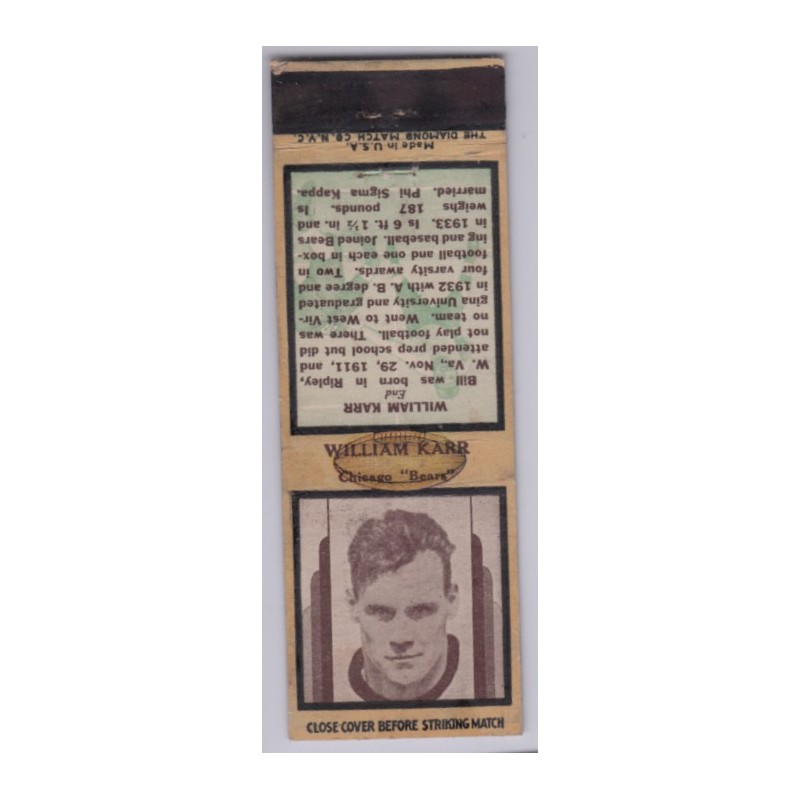 THE DIAMOND MATCH CO. N.Y.C.
Made in U.S.A.
WILLIAM KARR
End
Bill was born in Ripley,
W. Va., Nov. 29, 1911, and
attended prep school but did
not play football. There was
no team. Went to West Vir-
gina University and graduated
in 1932 with A. B. degree and
four varsity awards. Two in
football and one each in box-
ing and baseball. Joined Bears
in 1933. Is 6 ft. 1½ in. and
weighs 187 pounds. Is
married. Phi Sigma Kappa.
WILLIAM KARR
Chicago "Bears"
CLOSE COVER BEFORE STRIKING MATCH